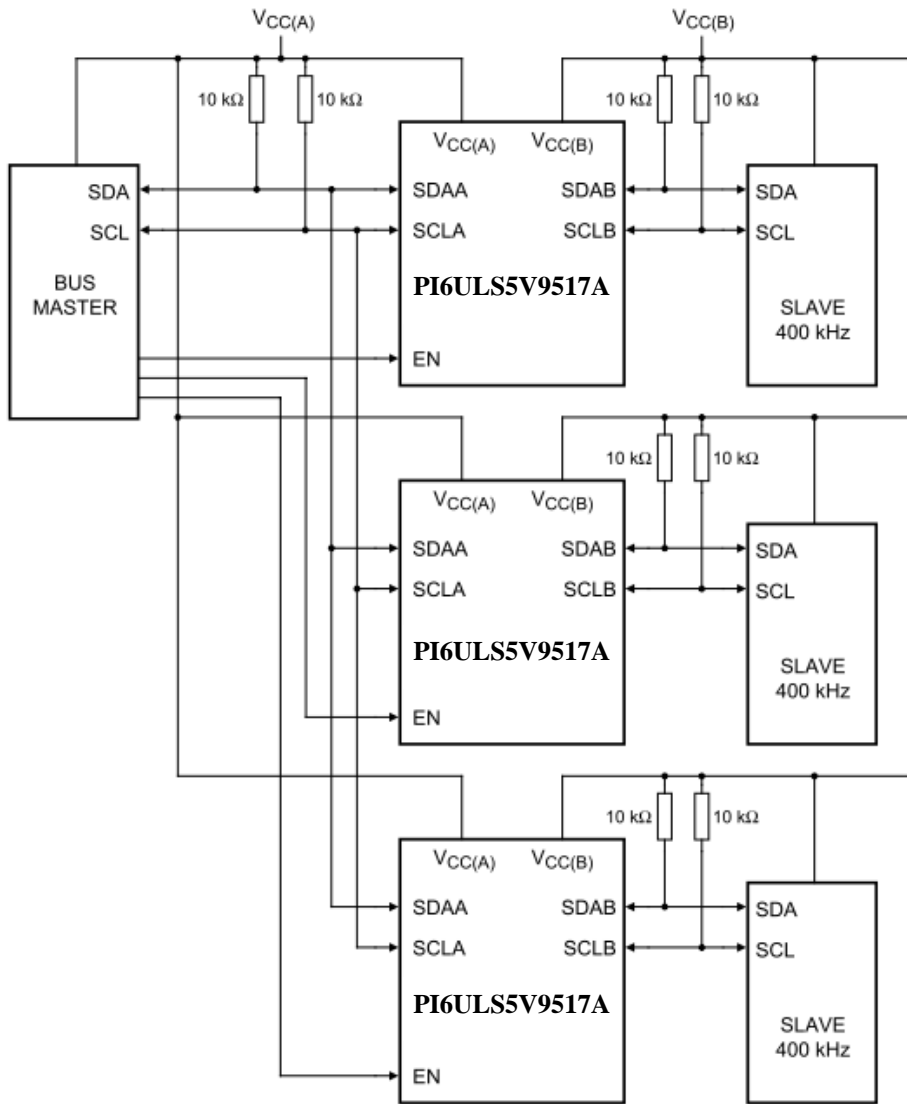 VCC(A) VCC(B)
10 kΩ 10 kΩ 10 kΩ 10 kΩ
VCC(A) VCC(B)
SDA SDAA SDAB SDA
SCL SCLA SCLB SCL
BUS
MASTER
PI6ULS5V9517A
SLAVE
400 kHz
EN
10 kΩ 10 kΩ
VCC(A) VCC(B)
SDAA SDAB SDA
SCLA SCLB SCL
PI6ULS5V9517A
SLAVE
400 kHz
EN
10 kΩ 10 kΩ
VCC(A) VCC(B)
SDAA SDAB SDA
SCLA SCLB SCL
PI6ULS5V9517A
SLAVE
400 kHz
EN